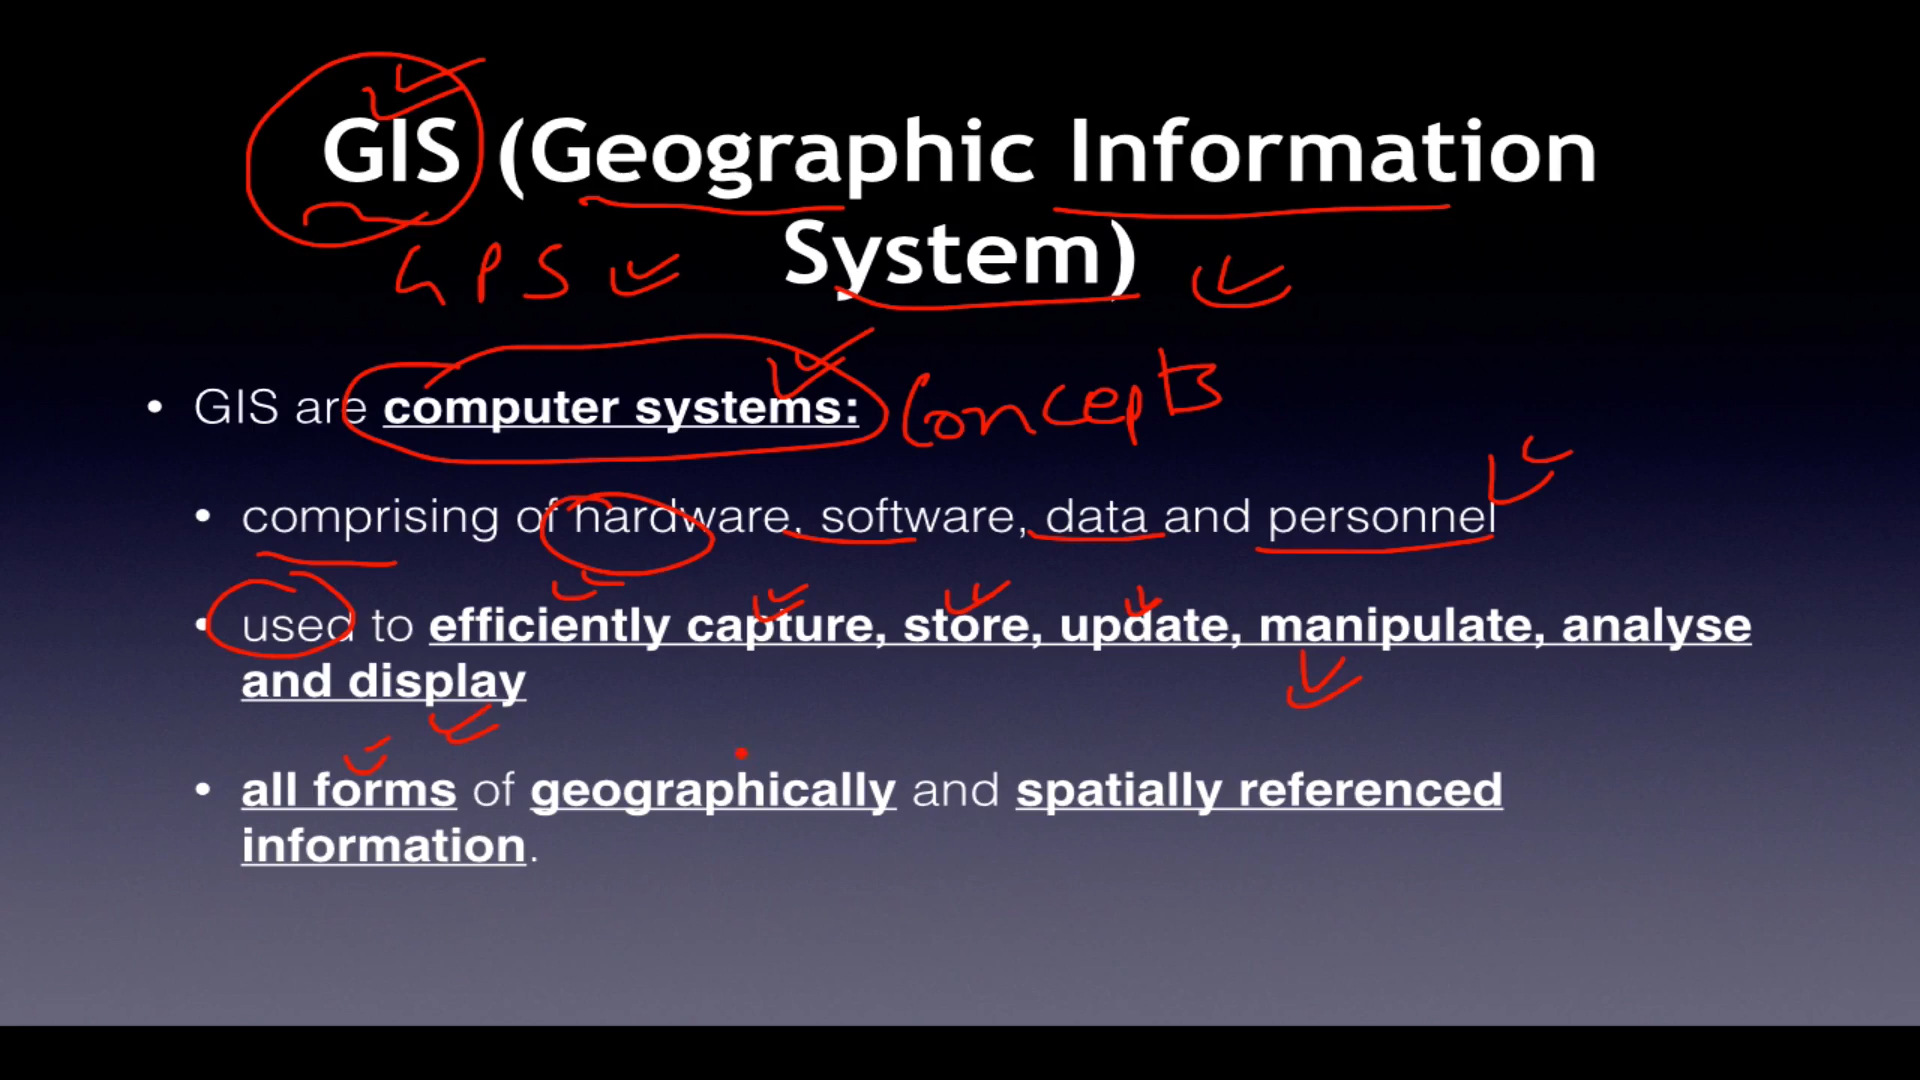 GIS (Geographic Information
System)
GPS
• GIS are computer systems:
Concepts
• comprising of hardware, software, data and personnel
• used to efficiently capture, store, update, manipulate, analyse
and display
• all forms of geographically and spatially referenced
information.